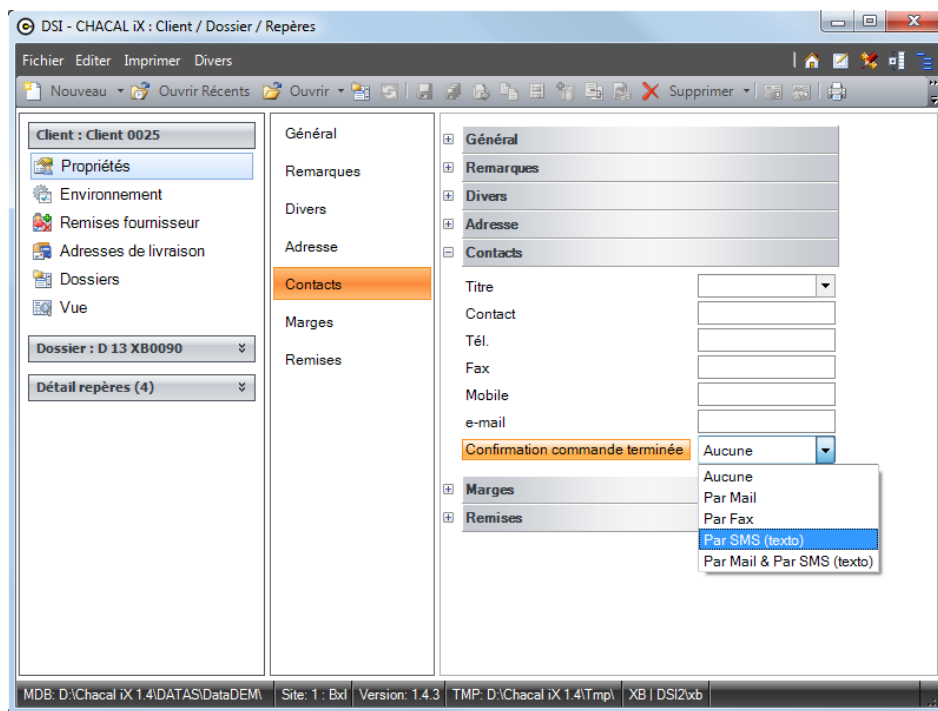 DSI - CHACAL iX : Client / Dossier / Repères
Fichier Editer Imprimer Divers
Nouveau Ouvrir Récents Ouvrir Supprimer
Client : Client 0025
Propriétés
Environnement
Remises fournisseur
Adresses de livraison
Dossiers
Vue
Dossier : D 13 XB0090
Détail repères (4)
Général
Remarques
Divers
Adresse
Contacts
Marges
Remises
Général
Remarques
Divers
Adresse
Contacts
Titre
Contact
Tél.
Fax
Mobile
e-mail
Confirmation commande terminée Aucune
Aucune
Par Mail
Par Fax
Par SMS (texto)
Par Mail & Par SMS (texto)
Marges
Remises
MDB: D:\Chacal iX 1.4\DATAS\DataDEM\ Site: 1 : Bxl Version: 1.4.3 TMP: D:\Chacal iX 1.4\Tmp\ XB | DSI2\xb